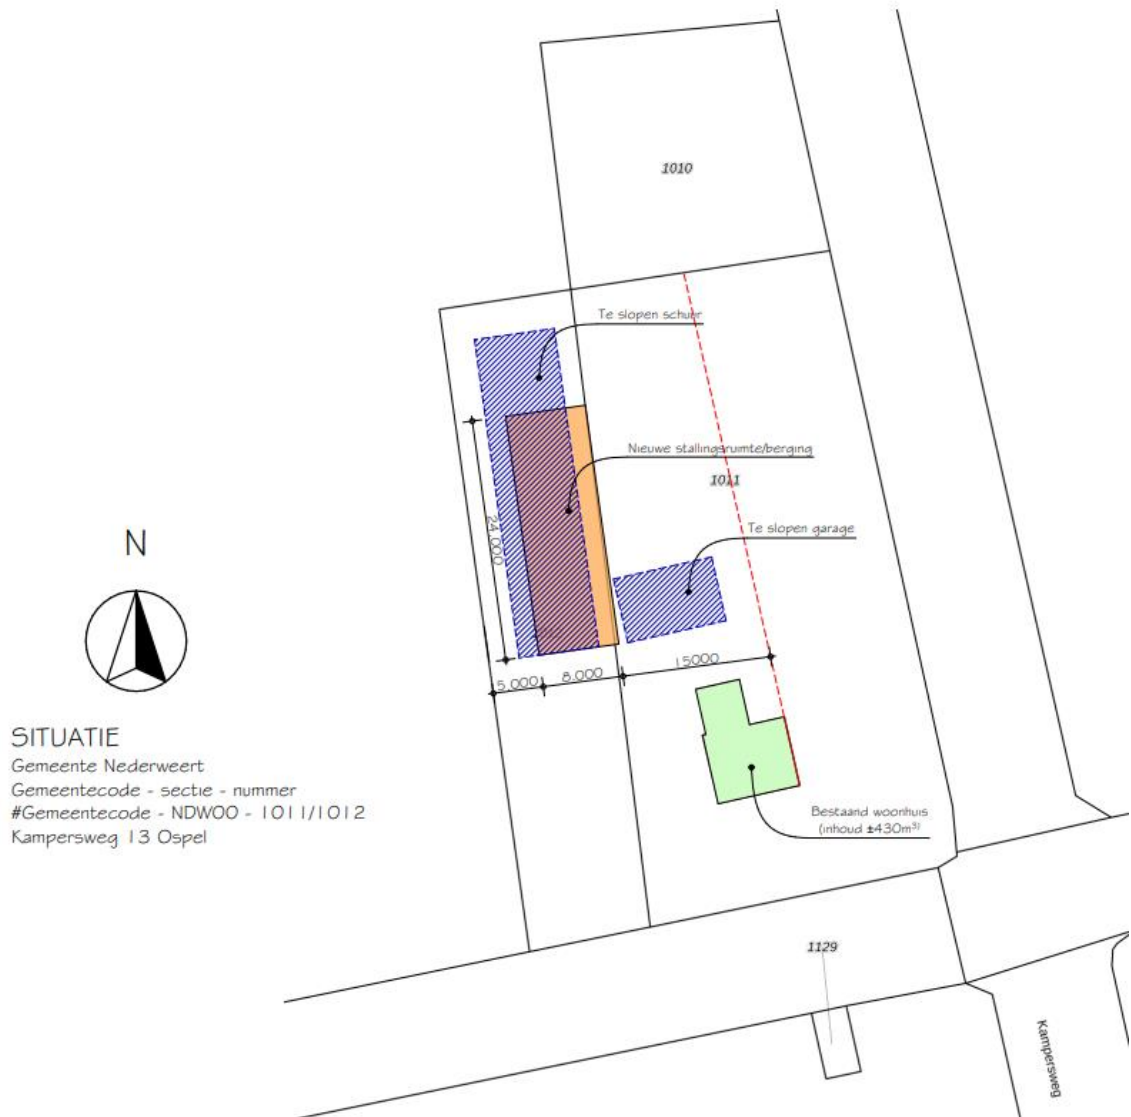 1010
Te slopen schuur
Nieuwe stallingsruimte/berging
1011
Te slopen garage
24.000
N
5.000
8.000
15000
SITUATIE
Gemeente Nederweert
Gemeentecode - sectie - nummer
#Gemeentecode - NDW00 - 1011/1012
Kampersweg 13 Ospel
Bestaand woonhuis
(inhoud ±430m³)
1129
Kampersweg